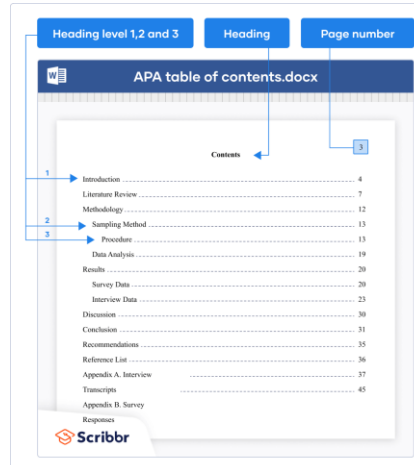 Heading level 1,2 and 3
Heading
Page number
W
APA table of contents.docx
3
Contents
1
Introduction 4
Literature Review 7
Methodology 12
2
Sampling Method 13
3
Procedure 13
Data Analysis 19
Results 20
Survey Data 20
Interview Data 23
Discussion 30
Conclusion 31
Recommendations 35
Reference List 36
Appendix A. Interview 37
Transcripts 45
Appendix B. Survey
Responses
Scribbr